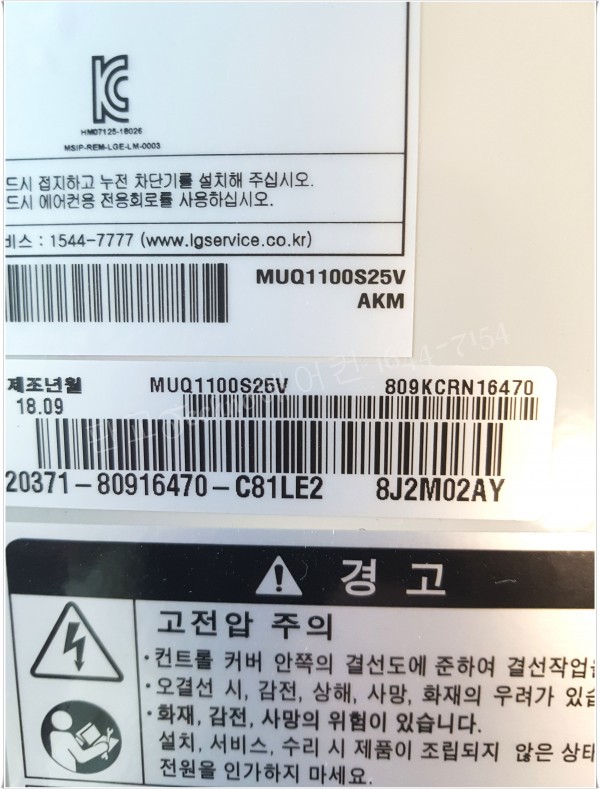 HM07125-18026
MSIP-REM-LGE-LM-0003
드시 접지하고 누전 차단기를 설치해 주십시오.
드시 에어컨용 전용회로를 사용하십시오.
비스 : 1544-7777 (www.lgservice.co.kr)
MUQ1100S25V
AKM
제조년월 MUQ1100S25V 809KCRN16470
18.09
20371-80916470-C81LE2 8J2M02AY
경 고
고전압 주의
·컨트롤 커버 안쪽의 결선도에 준하여 결선작업을
·오결선 시, 감전, 상해, 사망, 화재의 우려가 있습
·화재, 감전, 사망의 위험이 있습니다.
설치, 서비스, 수리 시 제품이 조립되지 않은 상태
전원을 인가하지 마세요.